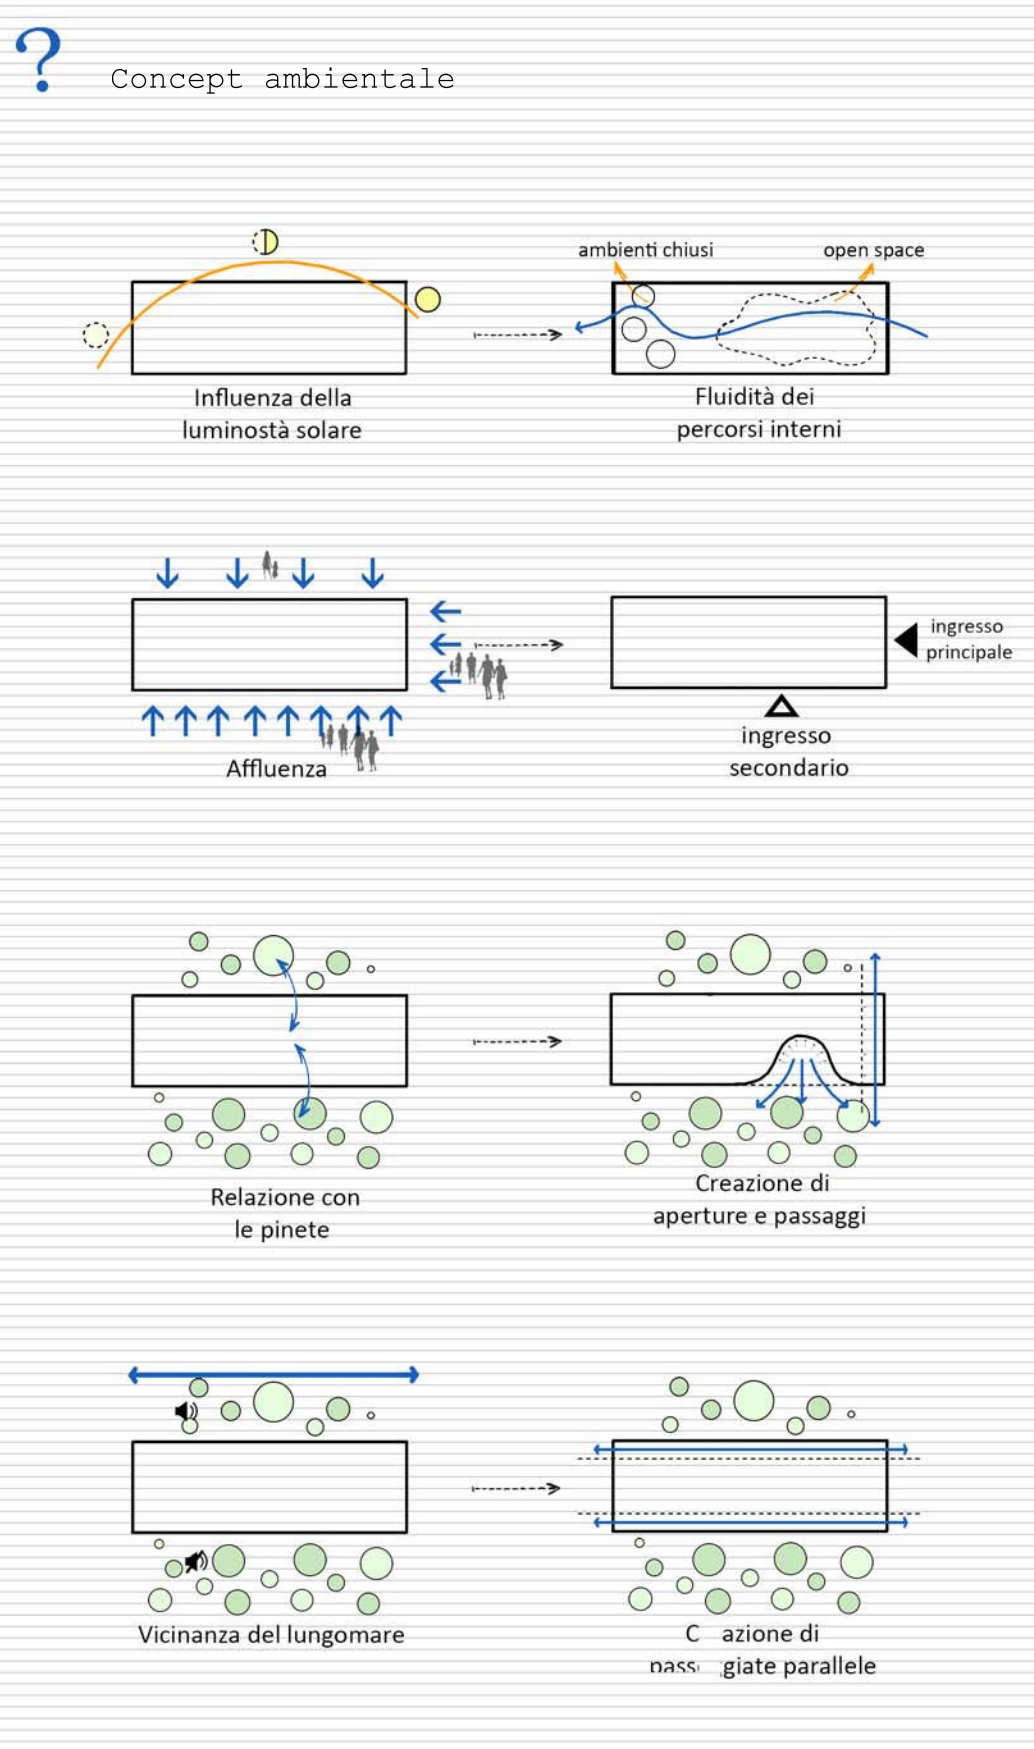 ?
Concept ambientale
ambienti chiusi
open space
Influenza della
luminostà solare
Fluidità dei
percorsi interni
ingresso
principale
Affluenza
ingresso
secondario
Relazione con
le pinete
Creazione di
aperture e passaggi
Vicinanza del lungomare
C azione di
giate parallele